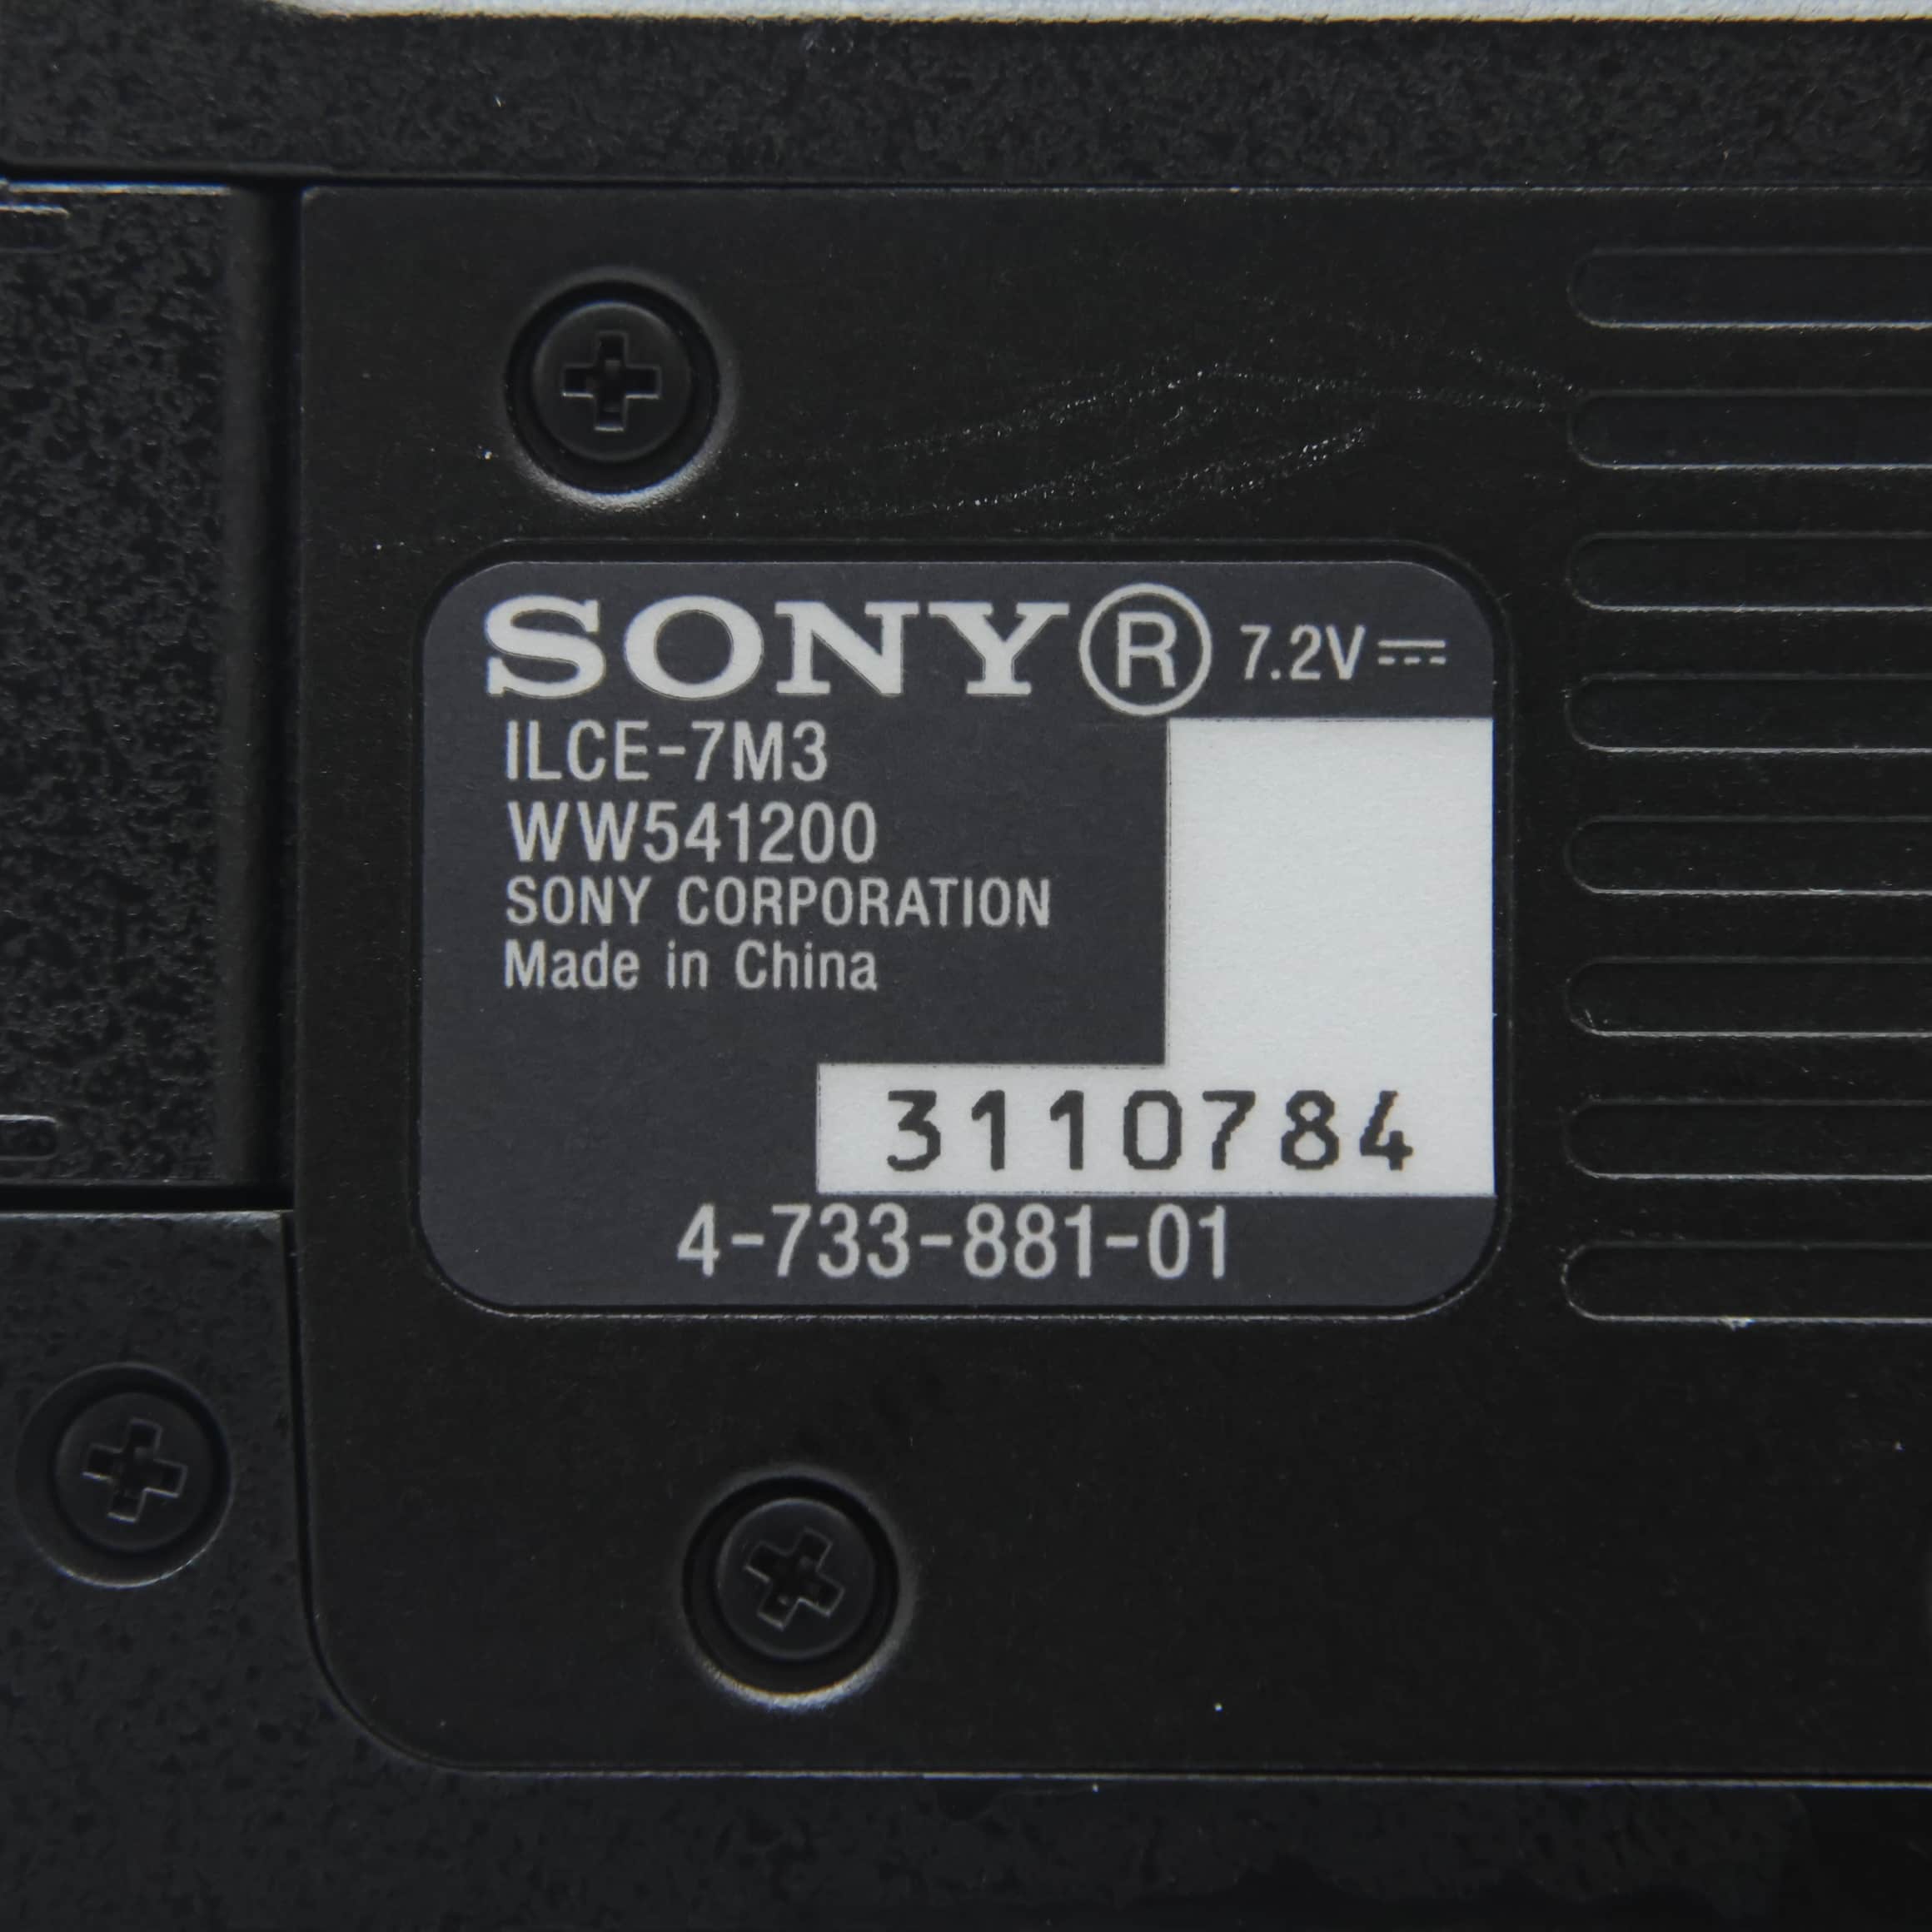 SONY® 7.2V⎓
ILCE-7M3
WW541200
SONY CORPORATION
Made in China
3110784
4-733-881-01